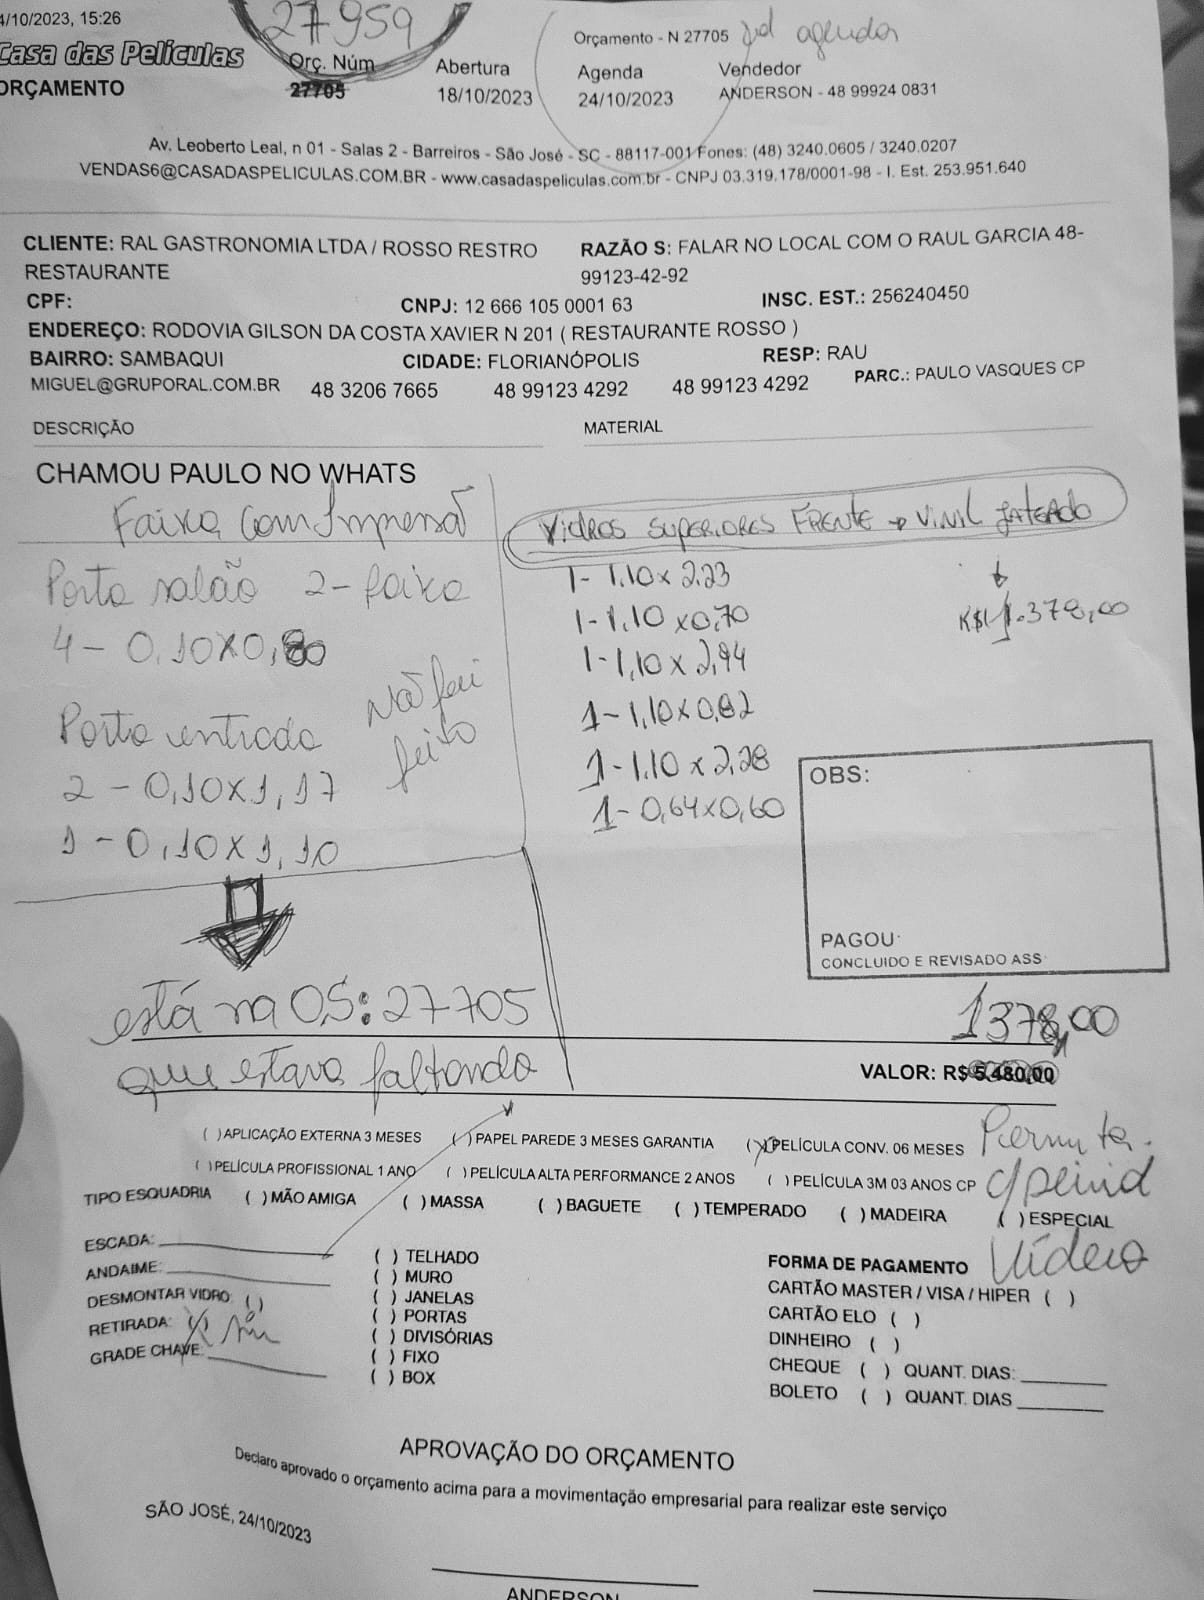 4/10/2023, 15:26
27959
Orçamento - N 27705 agenda
Casa das Películas
ORÇAMENTO
Orç. Núm
27705
Abertura
18/10/2023
Agenda
24/10/2023
Vendedor
ANDERSON - 48 99924 0831
Av. Leoberto Leal, n 01 - Salas 2 - Barreiros - São José - SC - 88117-001 Fones: (48) 3240.0605 / 3240.0207
VENDAS6@CASADASPELICULAS.COM.BR - www.casadaspeliculas.com.br - CNPJ 03.319.178/0001-98 - I. Est. 253.951.640
CLIENTE: RAL GASTRONOMIA LTDA / ROSSO RESTRO
RESTAURANTE
RAZÃO S: FALAR NO LOCAL COM O RAUL GARCIA 48-
99123-42-92
CPF:
CNPJ: 12 666 105 0001 63
INSC. EST.: 256240450
ENDEREÇO: RODOVIA GILSON DA COSTA XAVIER N 201 ( RESTAURANTE ROSSO )
BAIRRO: SAMBAQUI
CIDADE: FLORIANÓPOLIS
RESP: RAU
MIGUEL@GRUPORAL.COM.BR
48 3206 7665
48 99123 4292
48 99123 4292
PARC.: PAULO VASQUES CP
DESCRIÇÃO
MATERIAL
CHAMOU PAULO NO WHATS
Faixa com Impresã
Porta salão 2 - faixa
4 - 0,10x0,80
Porta entrada
2 - 0,10x1,17
1 - 0,10x1,10
Não foi
feito
Vidros superiores frente → vinil jateado
1- 1,10x2,23
1- 1,10x0,70
1- 1,10x2,94
1- 1,10x0,82
1- 1,10x2,28
1- 0,64x0,60
R$ 1.378,00
OBS:
PAGOU:
CONCLUIDO E REVISADO ASS
está na O,S: 27705
que estava faltando
1378,00
VALOR: R$ 5.480,00
( ) APLICAÇÃO EXTERNA 3 MESES ( ) PAPEL PAREDE 3 MESES GARANTIA (X) PELÍCULA CONV. 06 MESES
( ) PELÍCULA PROFISSIONAL 1 ANO ( ) PELÍCULA ALTA PERFORMANCE 2 ANOS ( ) PELÍCULA 3M 03 ANOS CP
Permuta
c/
Vídeio
TIPO ESQUADRIA ( ) MÃO AMIGA ( ) MASSA ( ) BAGUETE ( ) TEMPERADO ( ) MADEIRA ( ) ESPECIAL
ESCADA:
ANDAIME:
DESMONTAR VIDRO: ( )
RETIRADA: (X)
GRADE CHAVE:
( ) TELHADO
( ) MURO
( ) JANELAS
( ) PORTAS
( ) DIVISÓRIAS
( ) FIXO
( ) BOX
FORMA DE PAGAMENTO
CARTÃO MASTER / VISA / HIPER ( )
CARTÃO ELO ( )
DINHEIRO ( )
CHEQUE ( ) QUANT. DIAS:
BOLETO ( ) QUANT. DIAS
APROVAÇÃO DO ORÇAMENTO
Declaro aprovado o orçamento acima para a movimentação empresarial para realizar este serviço
SÃO JOSÉ, 24/10/2023
ANDERSON